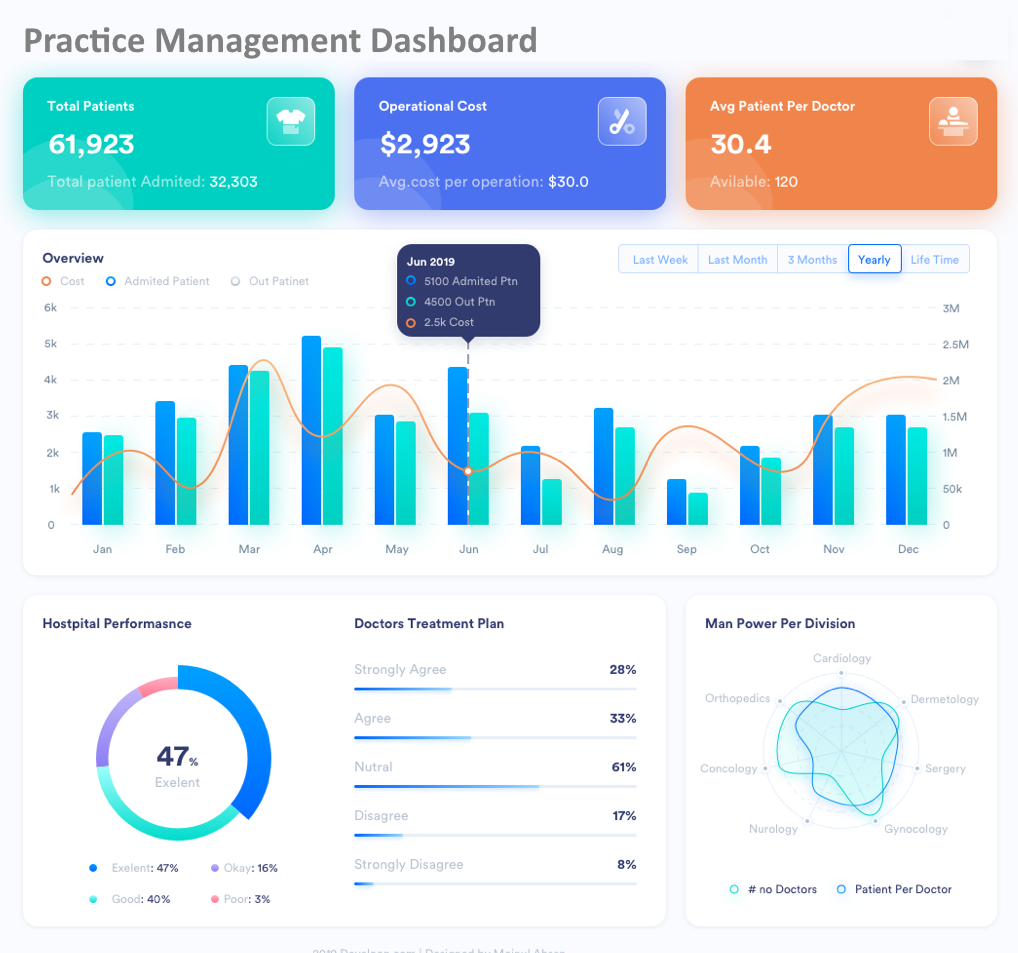 Practice Management Dashboard
Total Patients
61,923
Total patient Admited: 32,303
Operational Cost
$2,923
Avg.cost per operation: $30.0
Avg Patient Per Doctor
30.4
Avilable: 120
Overview
Cost Admited Patient Out Patinet
Jun 2019
5100 Admited Ptn
4500 Out Ptn
2.5k Cost
Last Week Last Month 3 Months Yearly Life Time
6k 3M
5k 2.5M
4k 2M
3k 1.5M
2k 1M
1k 50k
0 0
Jan Feb Mar Apr May Jun Jul Aug Sep Oct Nov Dec
Hostpital Performasnce
47%
Exelent
Exelent: 47% Okay: 16%
Good: 40% Poor: 3%
Doctors Treatment Plan
Strongly Agree 28%
Agree 33%
Nutral 61%
Disagree 17%
Strongly Disagree 8%
Man Power Per Division
Cardiology
Orthopedics Dermetology
Concology Sergery
Nurology Gynocology
# no Doctors Patient Per Doctor